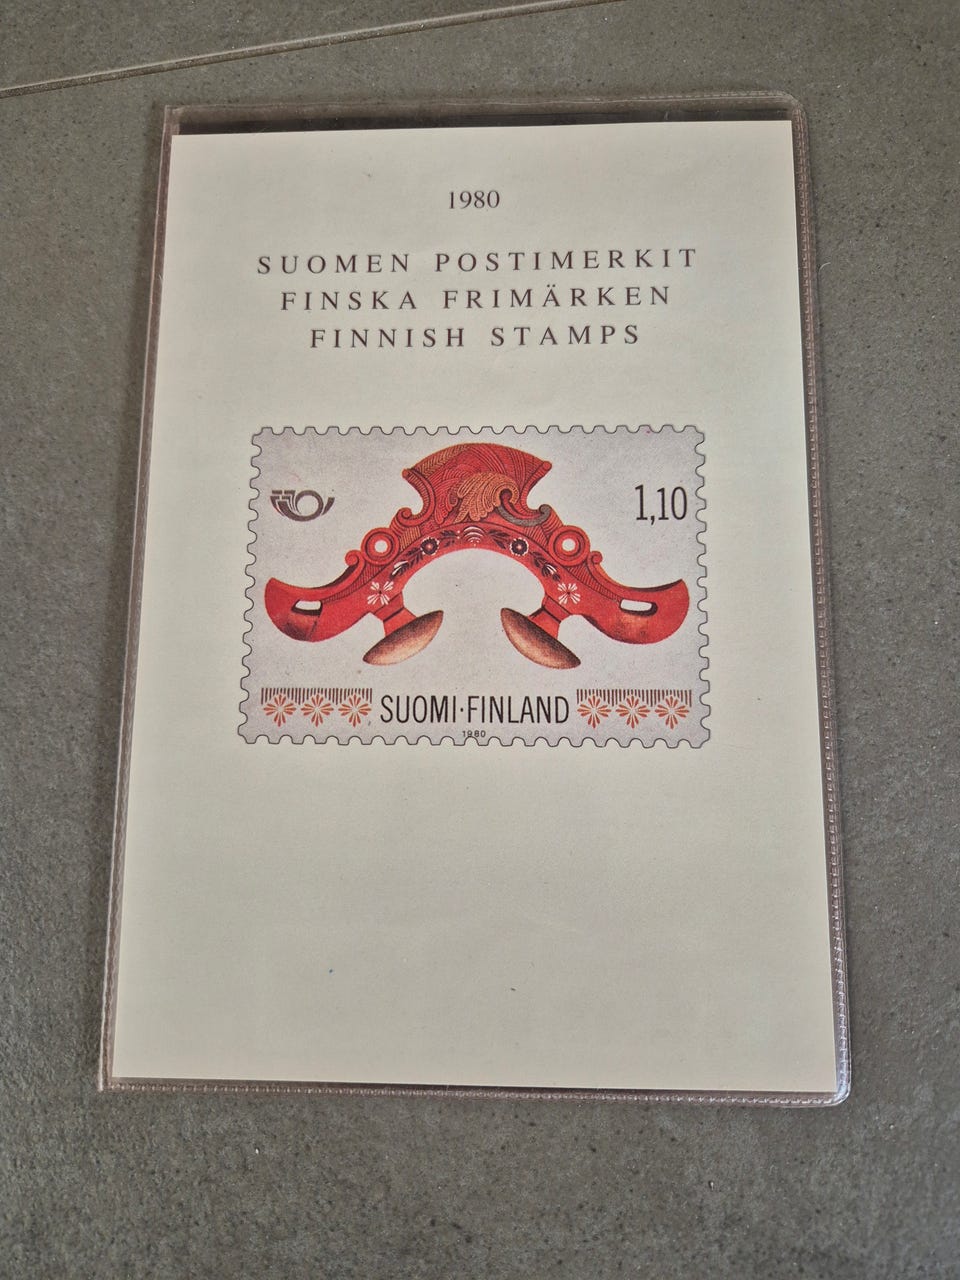 1980
SUOMEN POSTIMERKIT
FINSKA FRIMÄRKEN
FINNISH STAMPS
1,10
SUOMI·FINLAND
1980